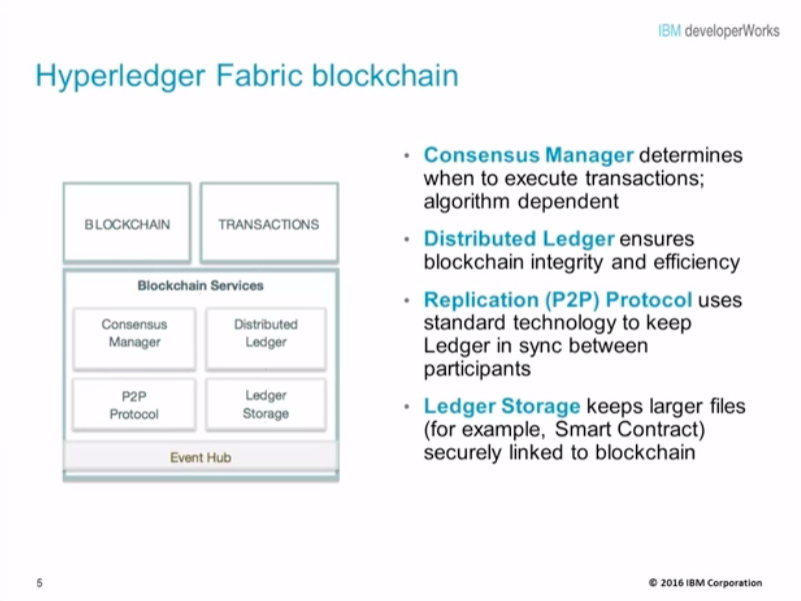 IBM developerWorks
Hyperledger Fabric blockchain
BLOCKCHAIN
TRANSACTIONS
Blockchain Services
Consensus
Manager
Distributed
Ledger
P2P
Protocol
Ledger
Storage
Event Hub
• Consensus Manager determines
when to execute transactions;
algorithm dependent
• Distributed Ledger ensures
blockchain integrity and efficiency
• Replication (P2P) Protocol uses
standard technology to keep
Ledger in sync between
participants
• Ledger Storage keeps larger files
(for example, Smart Contract)
securely linked to blockchain
5
© 2016 IBM Corporation